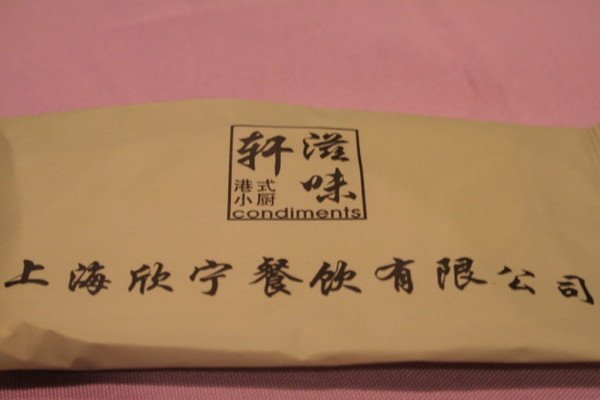 滋味轩
港式
小厨
condiments
上海欣宁餐饮有限公司